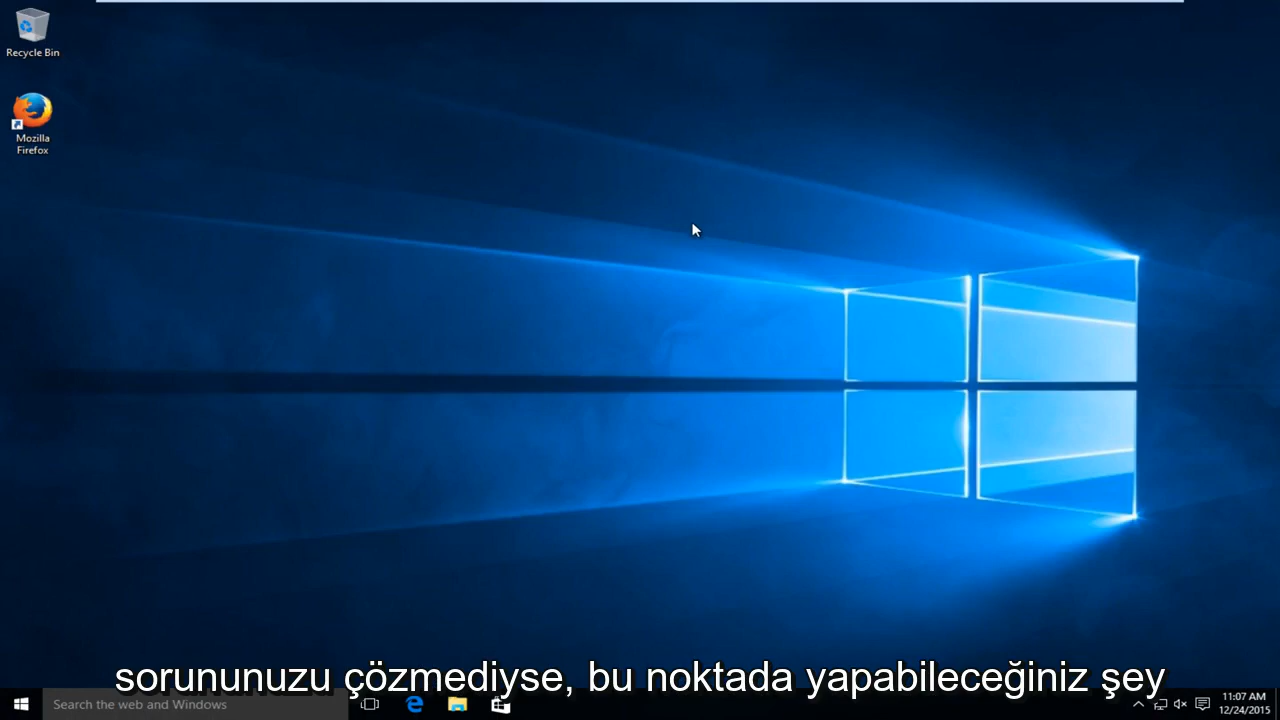 Recycle Bin
Mozilla
Firefox
sorununuzu çözmediyse, bu noktada yapabileceğiniz şey
Search the web and Windows
11:07 AM
12/24/2015